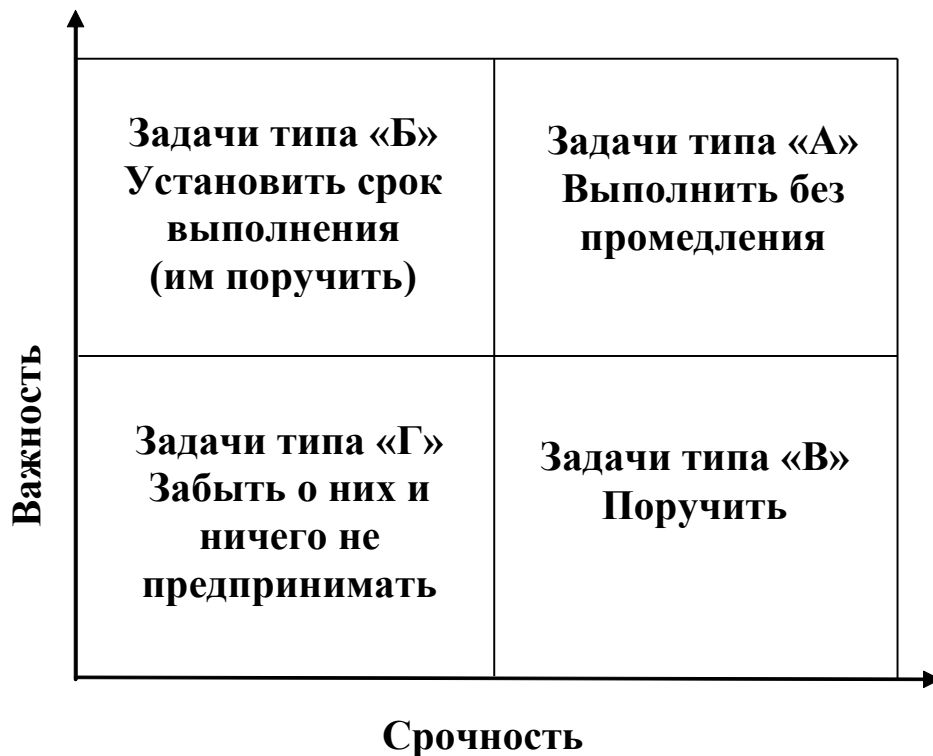 Задачи типа «Б»
Установить срок
выполнения
(им поручить)
Задачи типа «А»
Выполнить без
промедления
Задачи типа «Г»
Забыть о них и
ничего не
предпринимать
Задачи типа «В»
Поручить
Важность
Срочность